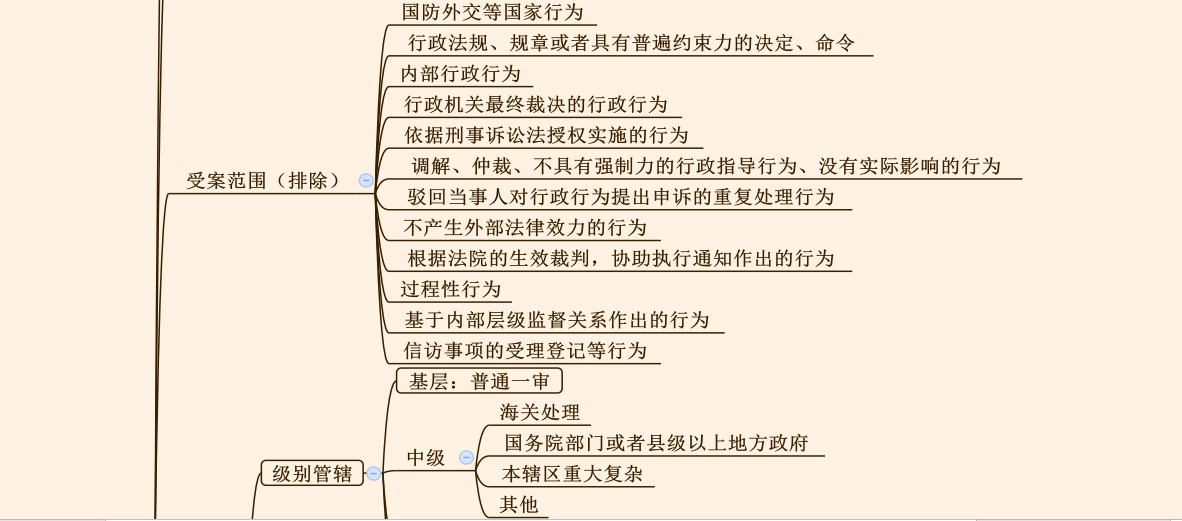 国防外交等国家行为
行政法规、规章或者具有普遍约束力的决定、命令
内部行政行为
行政机关最终裁决的行政行为
依据刑事诉讼法授权实施的行为
调解、仲裁、不具有强制力的行政指导行为、没有实际影响的行为
受案范围（排除）
驳回当事人对行政行为提出申诉的重复处理行为
不产生外部法律效力的行为
根据法院的生效裁判，协助执行通知作出的行为
过程性行为
基于内部层级监督关系作出的行为
信访事项的受理登记等行为
基层：普通一审
海关处理
国务院部门或者县级以上地方政府
中级
级别管辖
本辖区重大复杂
其他